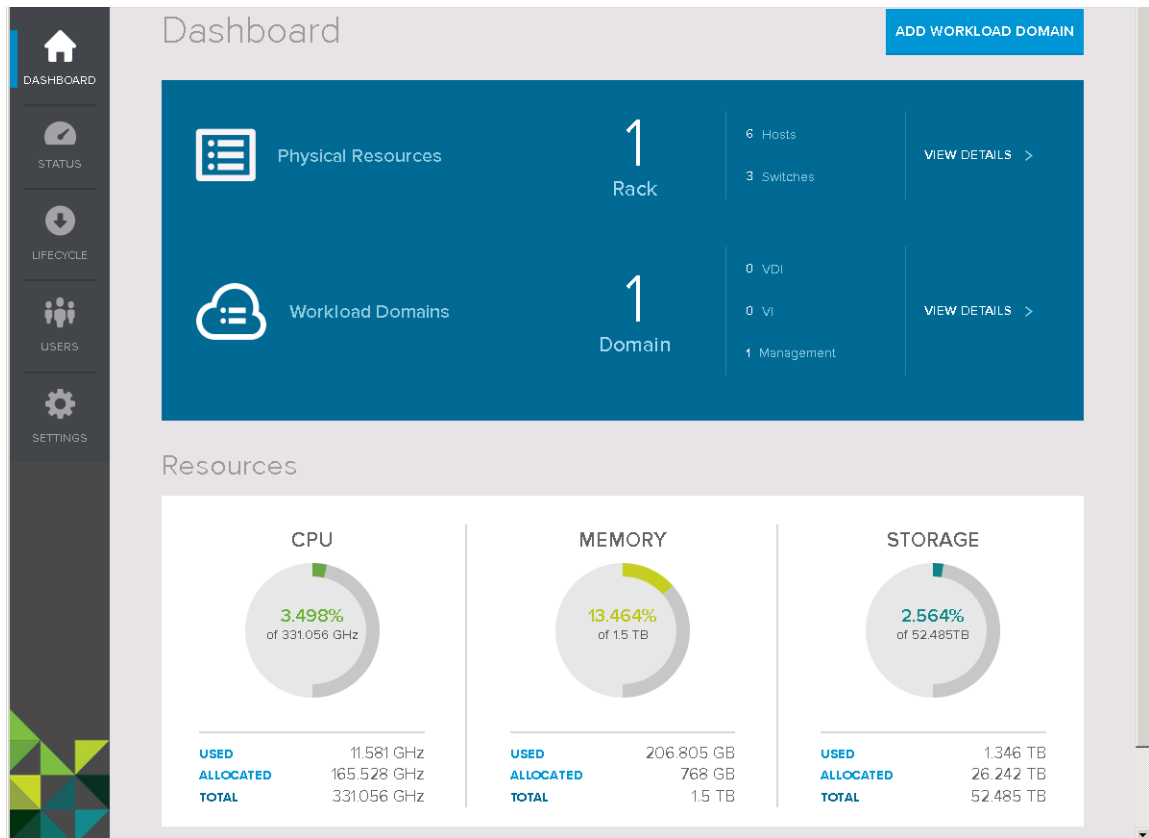 Dashboard
ADD WORKLOAD DOMAIN
DASHBOARD
STATUS
LIFECYCLE
USERS
SETTINGS
Physical Resources
1
Rack
6 Hosts
3 Switches
VIEW DETAILS >
Workload Domains
1
Domain
0 VDI
0 VI
1 Management
VIEW DETAILS >
Resources
CPU
3.498%
of 331.056 GHz
USED 11.581 GHz
ALLOCATED 165.528 GHz
TOTAL 331.056 GHz
MEMORY
13.464%
of 1.5 TB
USED 206.805 GB
ALLOCATED 768 GB
TOTAL 1.5 TB
STORAGE
2.564%
of 52.485TB
USED 1.346 TB
ALLOCATED 26.242 TB
TOTAL 52.485 TB